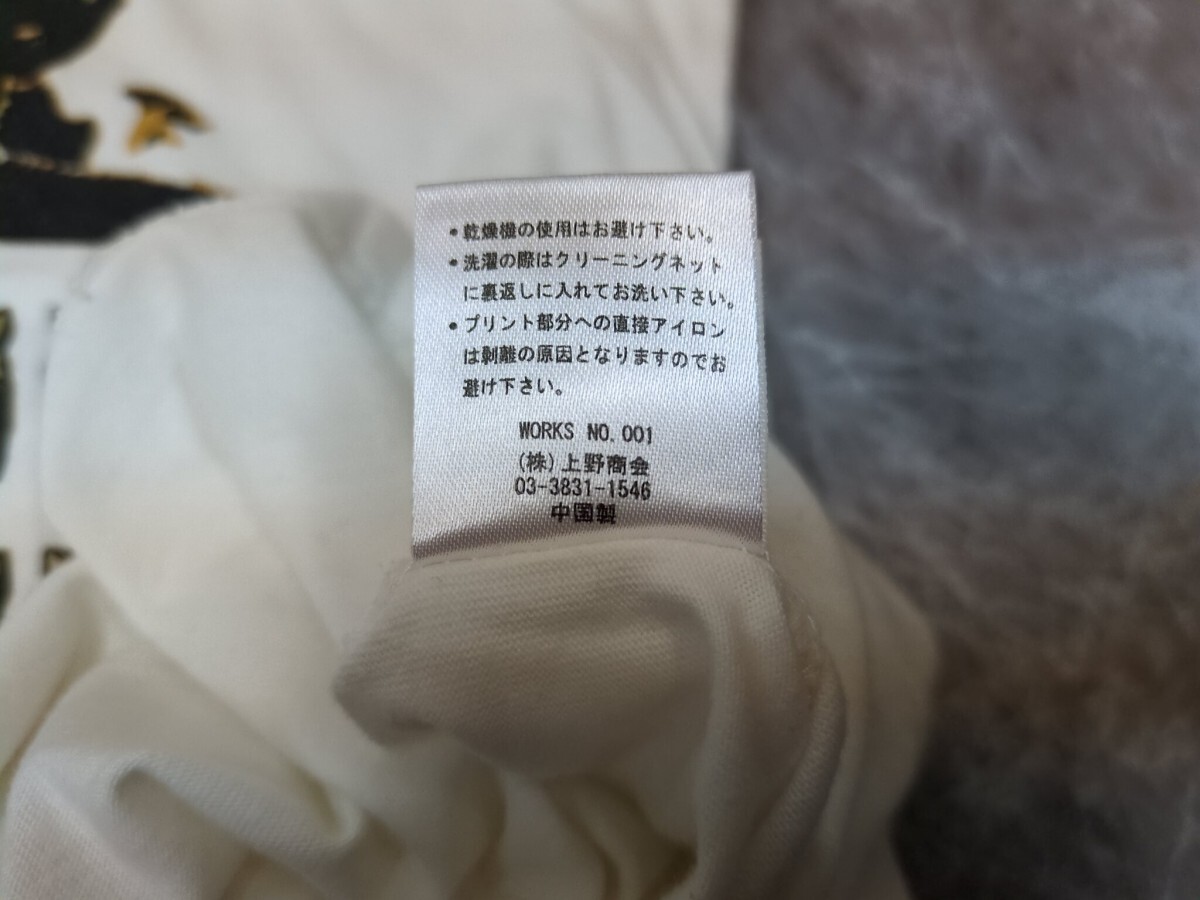 ・乾燥機の使用はお避け下さい。
・洗濯の際はクリーニングネット
に裏返しに入れてお洗い下さい。
・プリント部分への直接アイロン
は剥離の原因となりますのでお
避け下さい。
WORKS NO.001
(株)上野商会
03-3831-1546
中国製